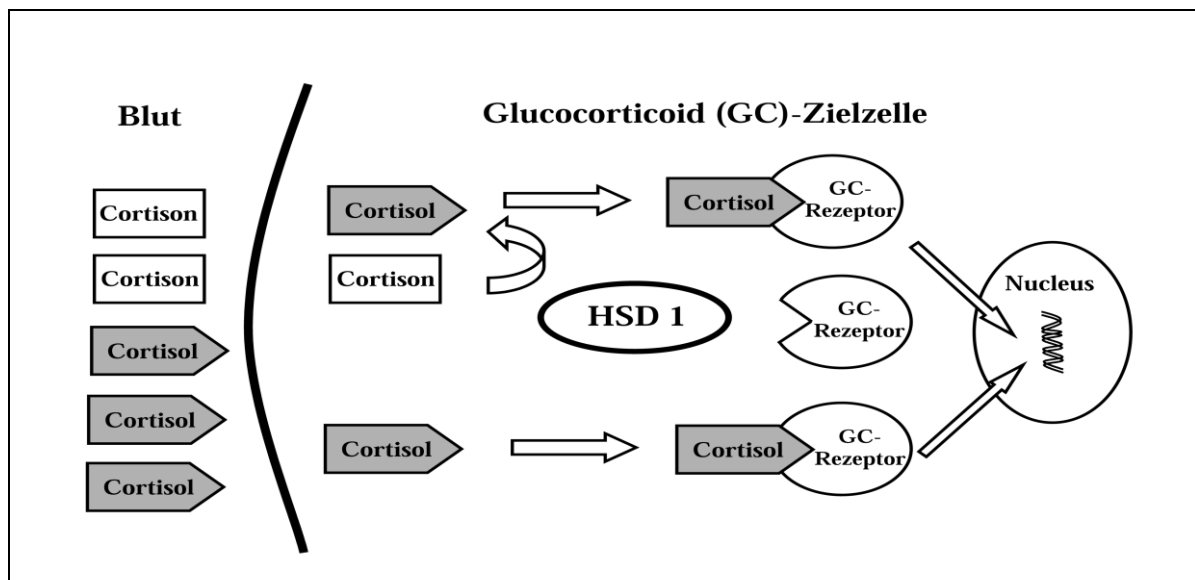 Blut
Glucocorticoid (GC)-Zielzelle
Cortison
Cortison
Cortisol
Cortisol
Cortisol
Cortisol
Cortison
HSD 1
Cortisol
Cortisol
GC-
Rezeptor
GC-
Rezeptor
Cortisol
GC-
Rezeptor
Nucleus